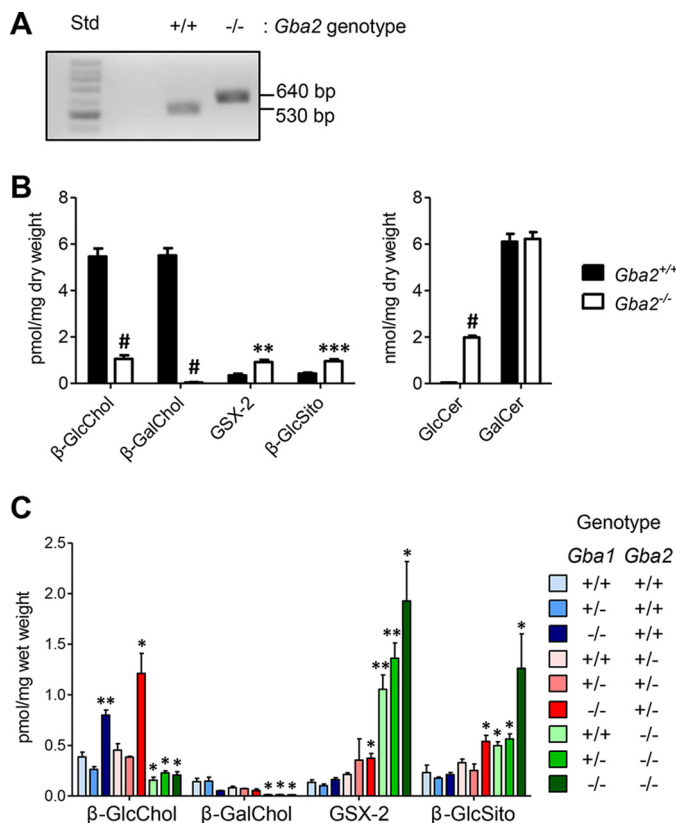 A
Std +/+ -/- : Gba2 genotype
640 bp
530 bp
B
8 6 4 2 0
pmol/mg dry weight
# # ** ***
β-GlcChol β-GalChol GSX-2 β-GlcSito
8 6 4 2 0
nmol/mg dry weight
#
GlcCer GalCer
Gba2+/+
Gba2-/-
C
2.5 2.0 1.5 1.0 0.5 0.0
pmol/mg wet weight
** * * * *
* * *
* ** ** *
* * * *
β-GlcChol β-GalChol GSX-2 β-GlcSito
Genotype
Gba1 Gba2
+/+ +/+
+/- +/+
-/- +/+
+/+ +/-
+/- +/-
-/- +/-
+/+ -/-
+/- -/-
-/- -/-